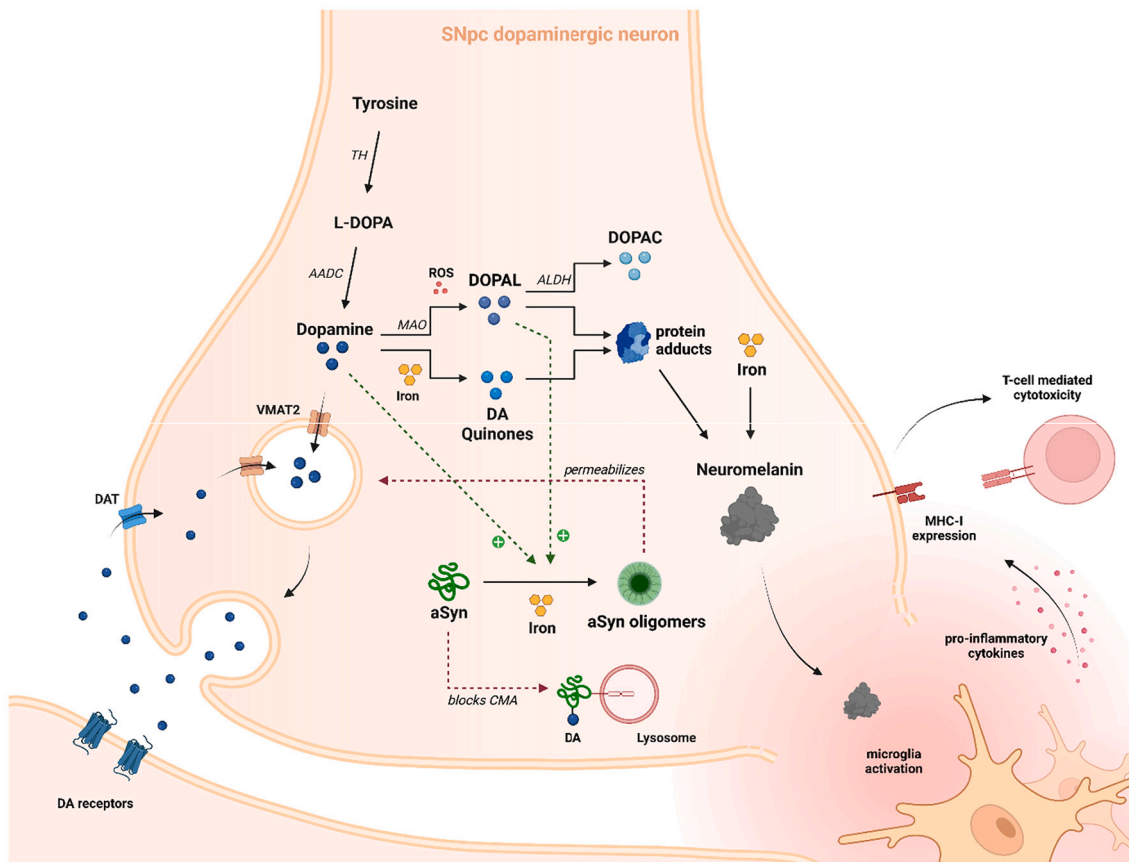 SNpc dopaminergic neuron
Tyrosine
TH
L-DOPA
AADC
Dopamine
MAO
ROS
DOPAL
ALDH
DOPAC
Iron
DA
Quinones
protein
adducts
Iron
Neuromelanin
VMAT2
DAT
permeabilizes
aSyn
Iron
aSyn oligomers
blocks CMA
DA
Lysosome
DA receptors
T-cell mediated
cytotoxicity
MHC-I
expression
pro-inflammatory
cytokines
microglia
activation